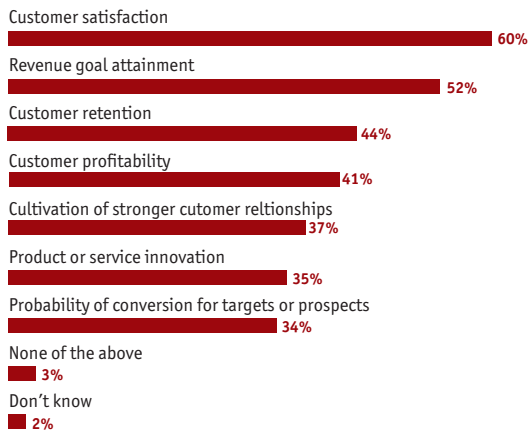 Customer satisfaction
60%
Revenue goal attainment
52%
Customer retention
44%
Customer profitability
41%
Cultivation of stronger cutomer reltionships
37%
Product or service innovation
35%
Probability of conversion for targets or prospects
34%
None of the above
3%
Don't know
2%